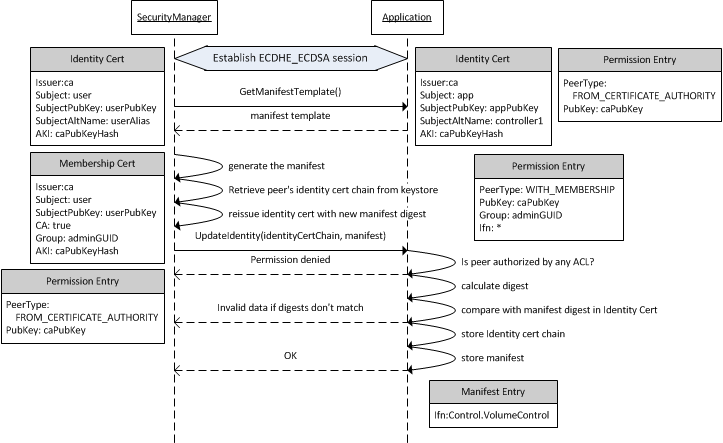 SecurityManager
Application
Establish ECDHE_ECDSA session
Identity Cert
Issuer:ca
Subject: user
SubjectPubKey: userPubKey
SubjectAltName: userAlias
AKI: caPubKeyHash
Identity Cert
Issuer:ca
Subject: app
SubjectPubKey: appPubKey
SubjectAltName: controller1
AKI: caPubKeyHash
Permission Entry
PeerType:
FROM_CERTIFICATE_AUTHORITY
PubKey: caPubKey
GetManifestTemplate()
manifest template
Membership Cert
Issuer:ca
Subject: user
SubjectPubKey: userPubKey
CA: true
Group: adminGUID
AKI: caPubKeyHash
generate the manifest
Retrieve peer's identity cert chain from keystore
reissue identity cert with new manifest digest
Permission Entry
PeerType: WITH_MEMBERSHIP
PubKey: caPubKey
Group: adminGUID
Ifn: *
UpdateIdentity(identityCertChain, manifest)
Permission denied
Is peer authorized by any ACL?
Permission Entry
PeerType:
FROM_CERTIFICATE_AUTHORITY
PubKey: caPubKey
calculate digest
Invalid data if digests don't match
compare with manifest digest in Identity Cert
store Identity cert chain
OK
store manifest
Manifest Entry
Ifn:Control.VolumeControl